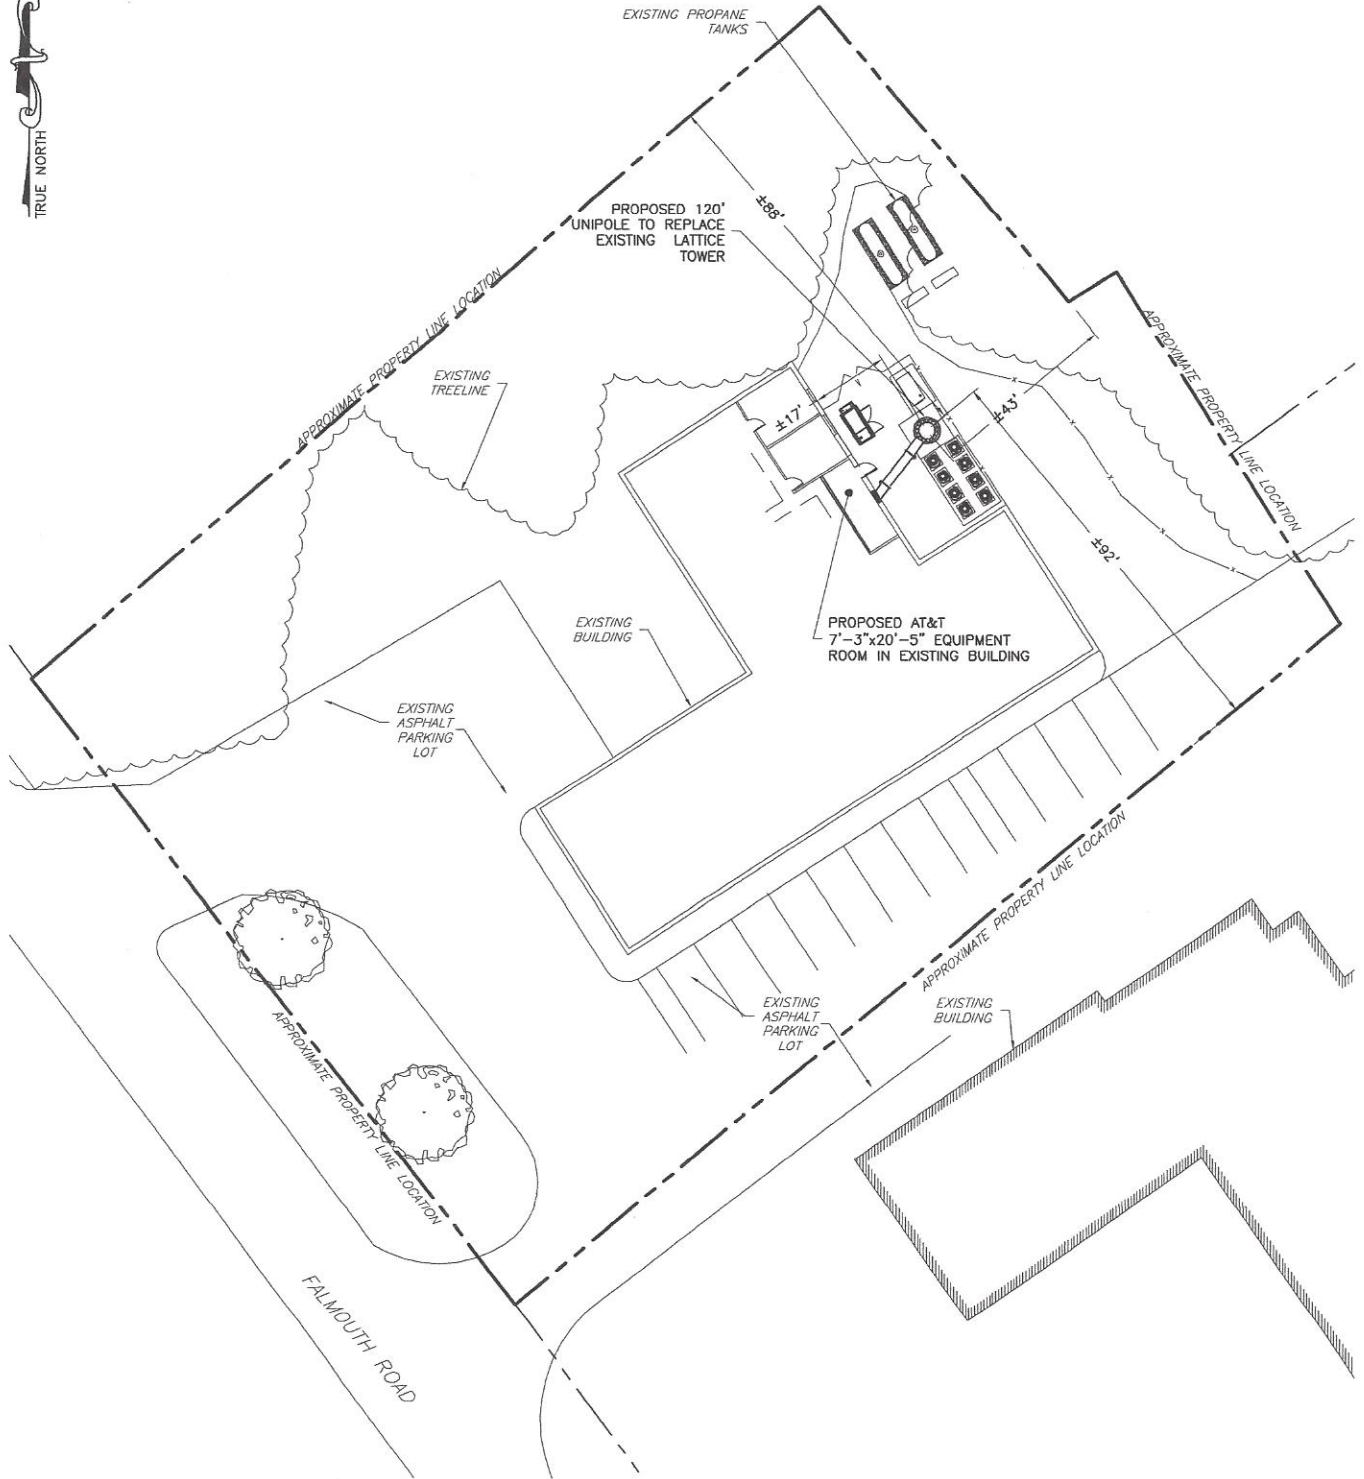 EXISTING PROPANE
TANKS
TRUE NORTH
±88'
PROPOSED 120'
UNIPOLE TO REPLACE
EXISTING LATTICE
TOWER
APPROXIMATE PROPERTY LINE LOCATION
APPROXIMATE PROPERTY LINE LOCATION
EXISTING
TREELINE
±17'
±43'
±92'
EXISTING
BUILDING
PROPOSED AT&T
7'-3"x20'-5" EQUIPMENT
ROOM IN EXISTING BUILDING
EXISTING
ASPHALT
PARKING
LOT
APPROXIMATE PROPERTY LINE LOCATION
EXISTING
ASPHALT
PARKING
LOT
EXISTING
BUILDING
APPROXIMATE PROPERTY LINE LOCATION
FALMOUTH ROAD